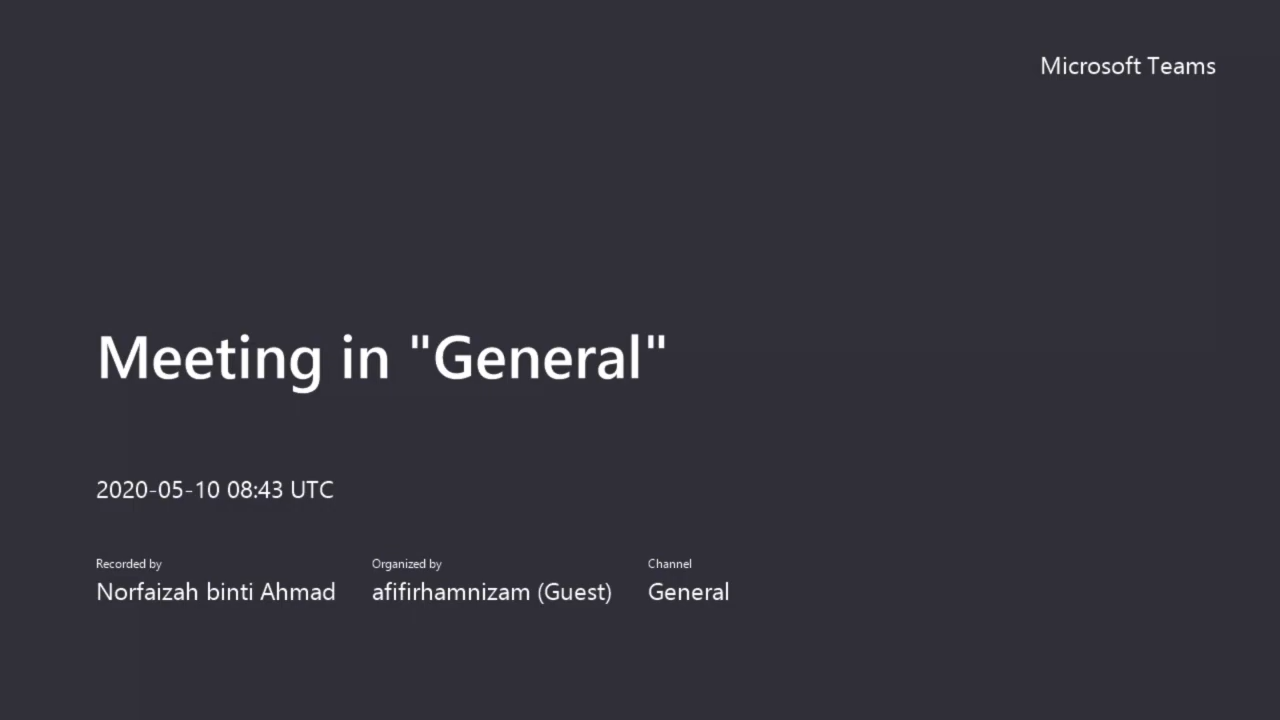 Microsoft Teams
Meeting in "General"
2020-05-10 08:43 UTC
Recorded by Organized by Channel
Norfaizah binti Ahmad afifirhamnizam (Guest) General